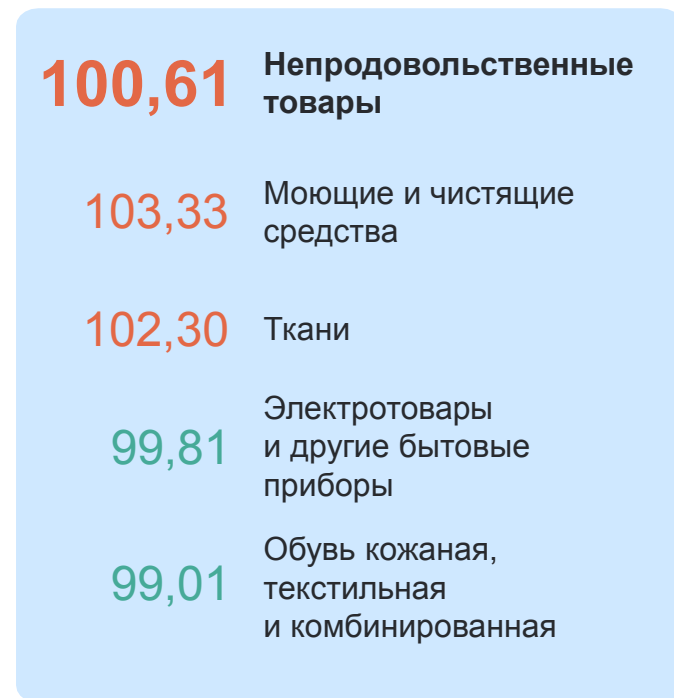 100,61 Непродовольственные
товары
103,33 Моющие и чистящие
средства
102,30 Ткани
Электротовары
99,81 и другие бытовые
приборы
Обувь кожаная,
99,01 текстильная
и комбинированная